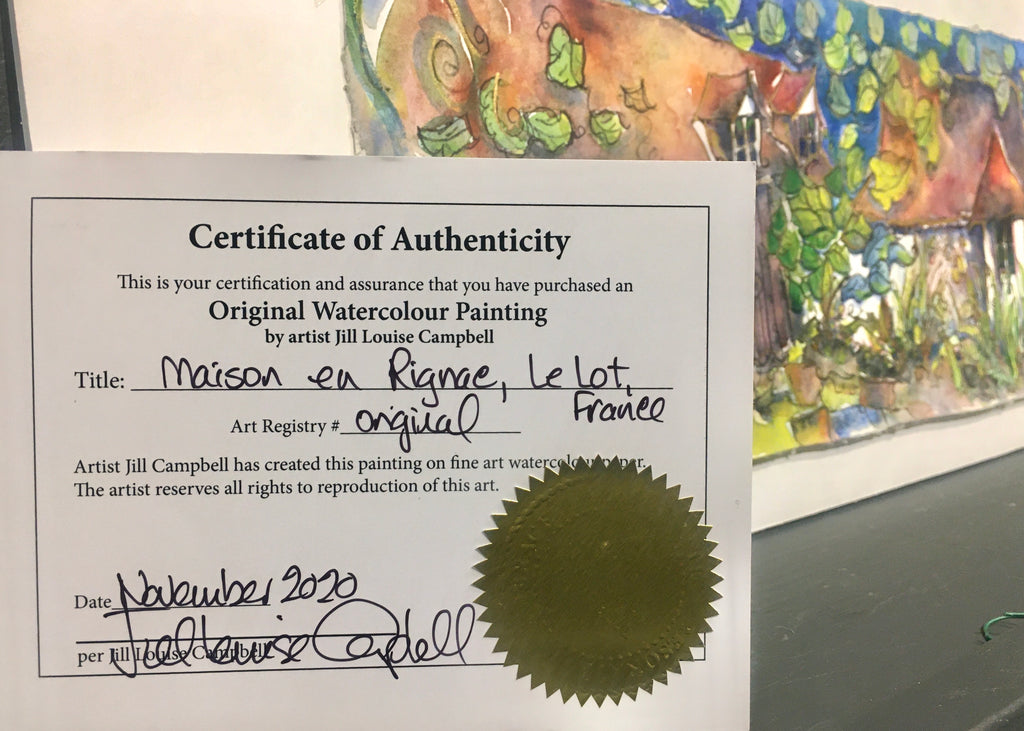 Certificate of Authenticity
This is your certification and assurance that you have purchased an
Original Watercolour Painting
by artist Jill Louise Campbell
Title: Maison en Rignac, Le Lot,
France
Art Registry # original
Artist Jill Campbell has created this painting on fine art watercolour paper.
The artist reserves all rights to reproduction of this art.
Date November 2020
Jill Louise Campbell
per Jill Louise Campbell